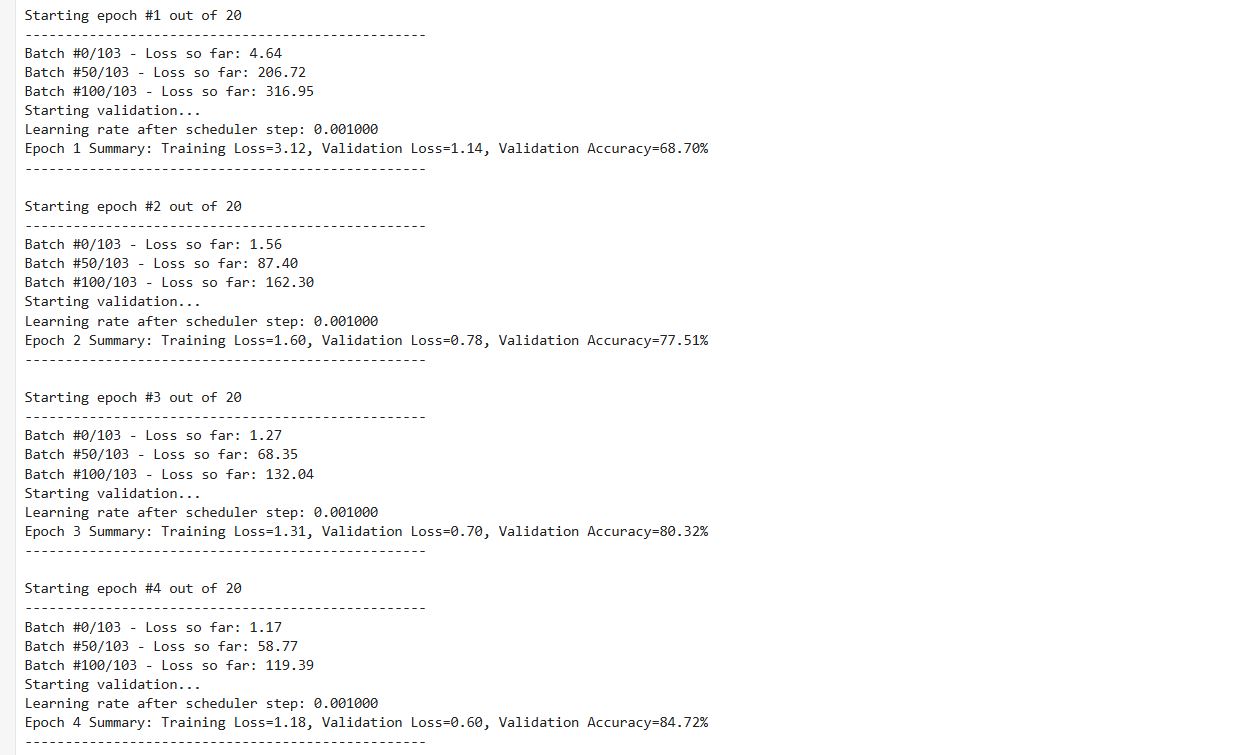 Starting epoch #1 out of 20
--------------------------------------------------
Batch #0/103 - Loss so far: 4.64
Batch #50/103 - Loss so far: 206.72
Batch #100/103 - Loss so far: 316.95
Starting validation...
Learning rate after scheduler step: 0.001000
Epoch 1 Summary: Training Loss=3.12, Validation Loss=1.14, Validation Accuracy=68.70%
--------------------------------------------------
Starting epoch #2 out of 20
--------------------------------------------------
Batch #0/103 - Loss so far: 1.56
Batch #50/103 - Loss so far: 87.40
Batch #100/103 - Loss so far: 162.30
Starting validation...
Learning rate after scheduler step: 0.001000
Epoch 2 Summary: Training Loss=1.60, Validation Loss=0.78, Validation Accuracy=77.51%
--------------------------------------------------
Starting epoch #3 out of 20
--------------------------------------------------
Batch #0/103 - Loss so far: 1.27
Batch #50/103 - Loss so far: 68.35
Batch #100/103 - Loss so far: 132.04
Starting validation...
Learning rate after scheduler step: 0.001000
Epoch 3 Summary: Training Loss=1.31, Validation Loss=0.70, Validation Accuracy=80.32%
--------------------------------------------------
Starting epoch #4 out of 20
--------------------------------------------------
Batch #0/103 - Loss so far: 1.17
Batch #50/103 - Loss so far: 58.77
Batch #100/103 - Loss so far: 119.39
Starting validation...
Learning rate after scheduler step: 0.001000
Epoch 4 Summary: Training Loss=1.18, Validation Loss=0.60, Validation Accuracy=84.72%
--------------------------------------------------